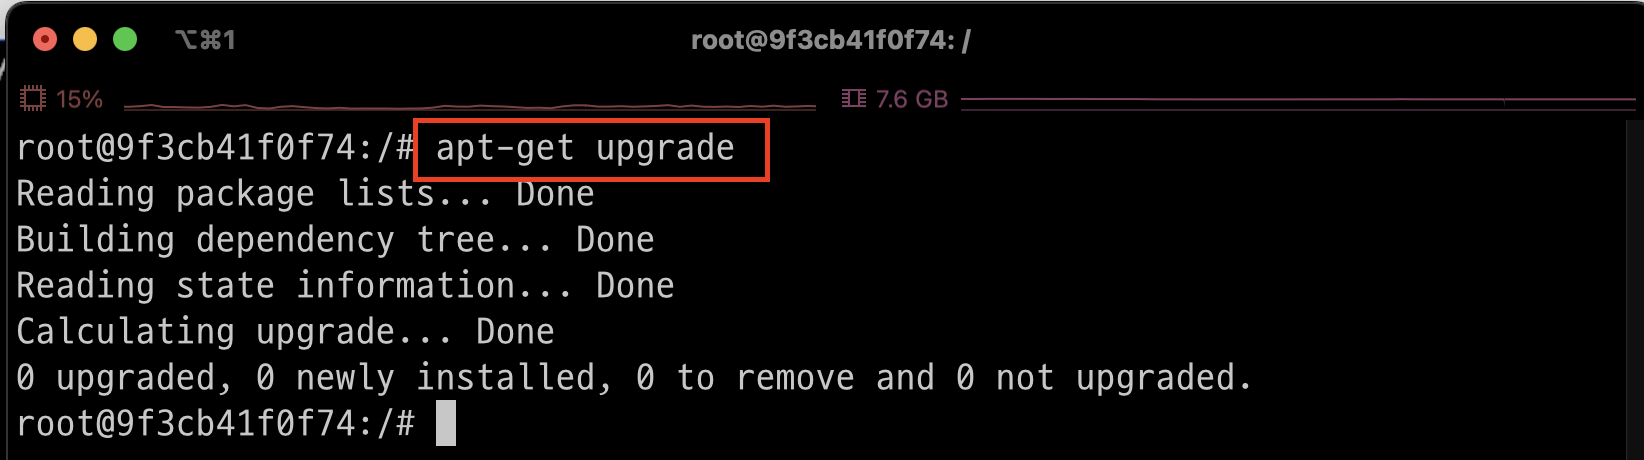 ⌥⌘1
root@9f3cb41f0f74: /
15% 7.6 GB
root@9f3cb41f0f74:/# apt-get upgrade
Reading package lists... Done
Building dependency tree... Done
Reading state information... Done
Calculating upgrade... Done
0 upgraded, 0 newly installed, 0 to remove and 0 not upgraded.
root@9f3cb41f0f74:/#